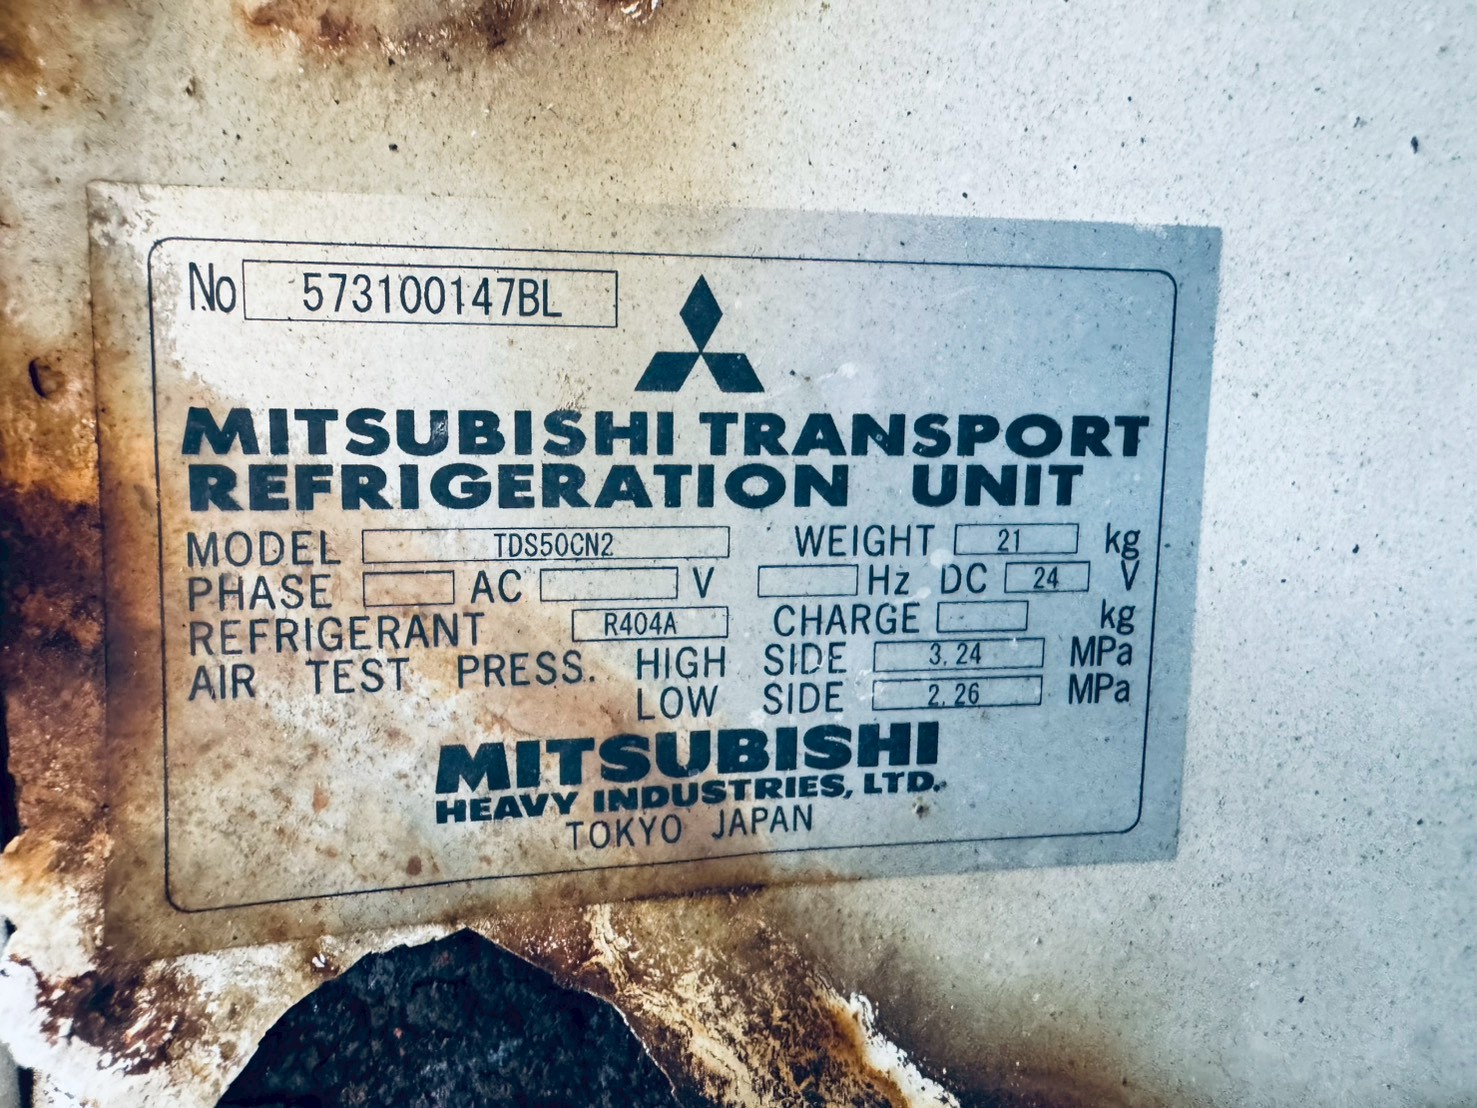 No 573100147BL
MITSUBISHI TRANSPORT
REFRIGERATION UNIT
MODEL TDS50CN2 WEIGHT 21 kg
PHASE AC V Hz DC 24 V
REFRIGERANT R404A CHARGE kg
AIR TEST PRESS. HIGH SIDE 3.24 MPa
LOW SIDE 2.26 MPa
MITSUBISHI
HEAVY INDUSTRIES, LTD.
TOKYO JAPAN